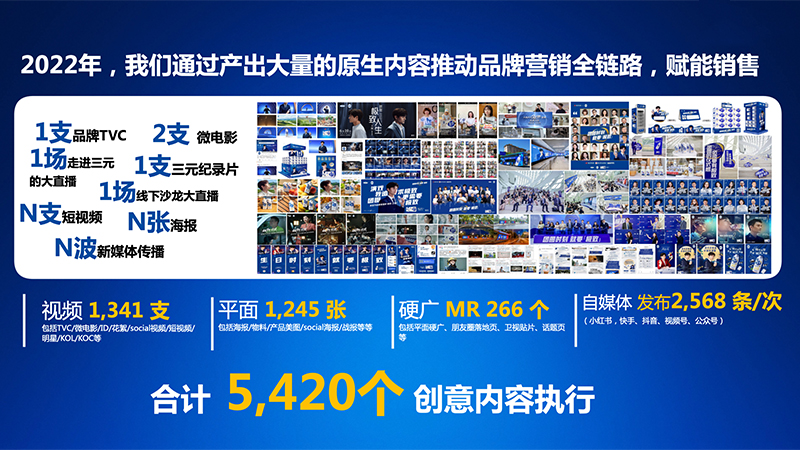 2022年，我们通过产出大量的原生内容推动品牌营销全链路，赋能销售
1支品牌TVC 2支 微电影
1场走进三元
的大直播
1支三元纪录片
1场线下沙龙大直播
N支短视频 N张海报
N波新媒体传播
视频 1,341 支
包括TVC/微电影/ID/花絮/social视频/短视频/
明星/KOL/KOC等
平面 1,245 张
包括海报/物料/产品美图/social海报/战报等等
硬广 MR 266 个
包括平面硬广、朋友圈落地页、卫视贴片、话题页
等
自媒体 发布2,568 条/次
（小红书，快手、抖音、视频号、公众号）
合计 5,420个 创意内容执行